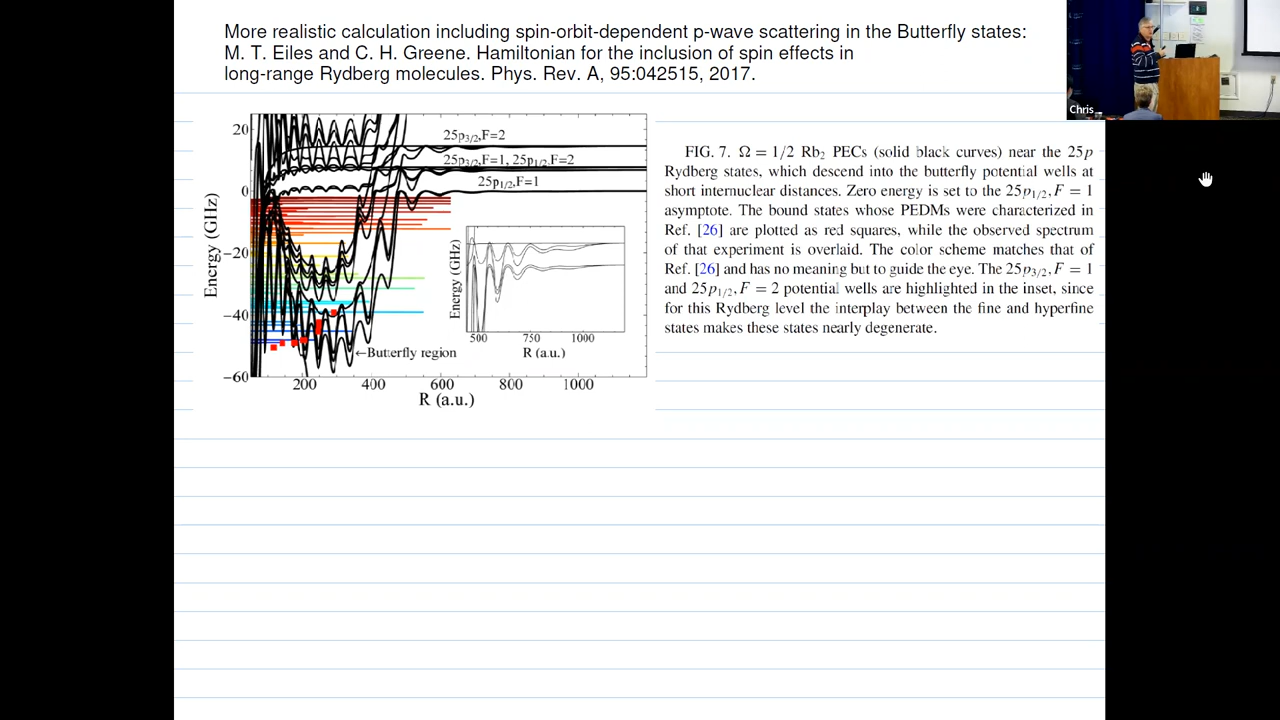 More realistic calculation including spin-orbit-dependent p-wave scattering in the Butterfly states:
M. T. Eiles and C. H. Greene. Hamiltonian for the inclusion of spin effects in
long-range Rydberg molecules. Phys. Rev. A, 95:042515, 2017.
Chris
20
0
−20
−40
−60
Energy (GHz)
25p3/2,F=2
25p3/2,F=1, 25p1/2,F=2
25p1/2,F=1
←Butterfly region
200 400 600 800 1000
R (a.u.)
Energy (GHz)
500 750 1000
R (a.u.)
FIG. 7. Ω = 1/2 Rb2 PECs (solid black curves) near the 25p
Rydberg states, which descend into the butterfly potential wells at
short internuclear distances. Zero energy is set to the 25p1/2, F = 1
asymptote. The bound states whose PEDMs were characterized in
Ref. [26] are plotted as red squares, while the observed spectrum
of that experiment is overlaid. The color scheme matches that of
Ref. [26] and has no meaning but to guide the eye. The 25p3/2, F = 1
and 25p1/2, F = 2 potential wells are highlighted in the inset, since
for this Rydberg level the interplay between the fine and hyperfine
states makes these states nearly degenerate.